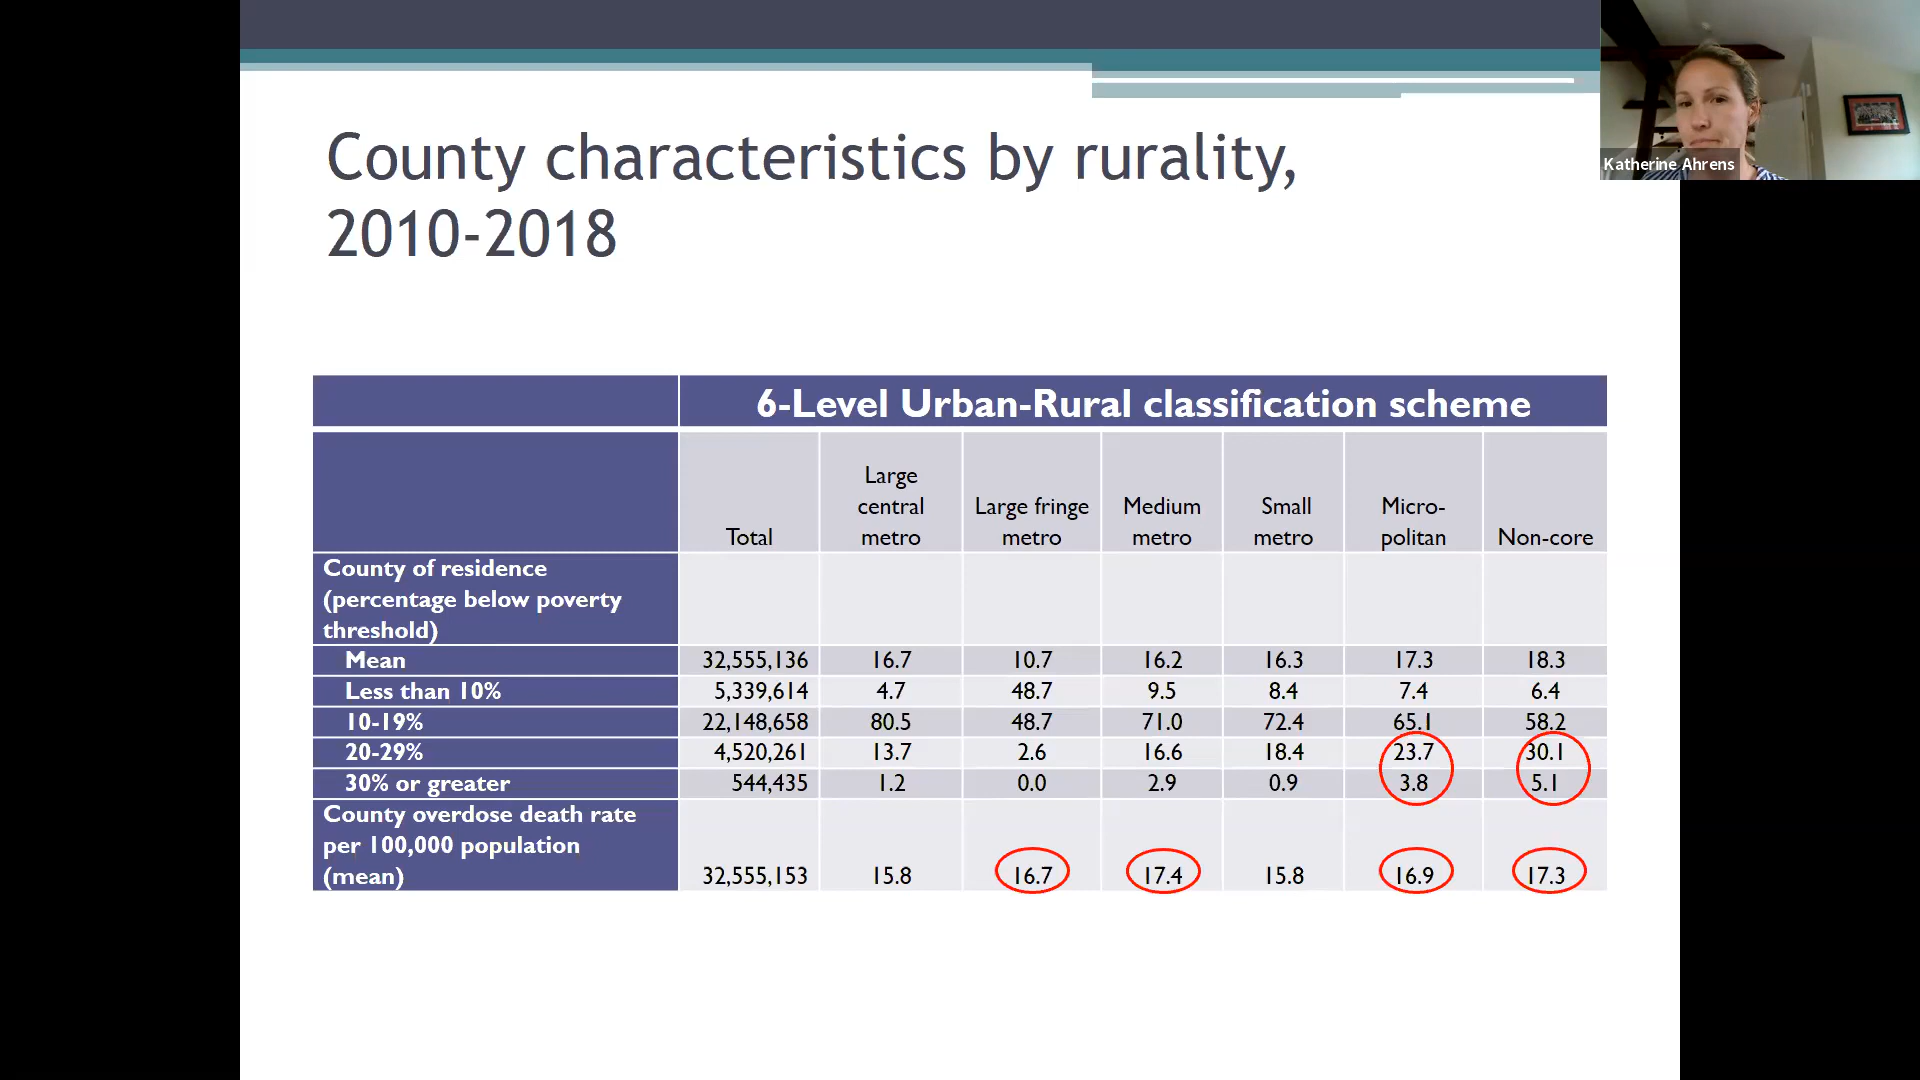 County characteristics by rurality,
2010-2018
Katherine Ahrens
6-Level Urban-Rural classification scheme
Total
Large
central
metro
Large fringe
metro
Medium
metro
Small
metro
Micro-
politan
Non-core
County of residence
(percentage below poverty
threshold)
Mean 32,555,136 16.7 10.7 16.2 16.3 17.3 18.3
Less than 10% 5,339,614 4.7 48.7 9.5 8.4 7.4 6.4
10-19% 22,148,658 80.5 48.7 71.0 72.4 65.1 58.2
20-29% 4,520,261 13.7 2.6 16.6 18.4 23.7 30.1
30% or greater 544,435 1.2 0.0 2.9 0.9 3.8 5.1
County overdose death rate
per 100,000 population
(mean) 32,555,153 15.8 16.7 17.4 15.8 16.9 17.3